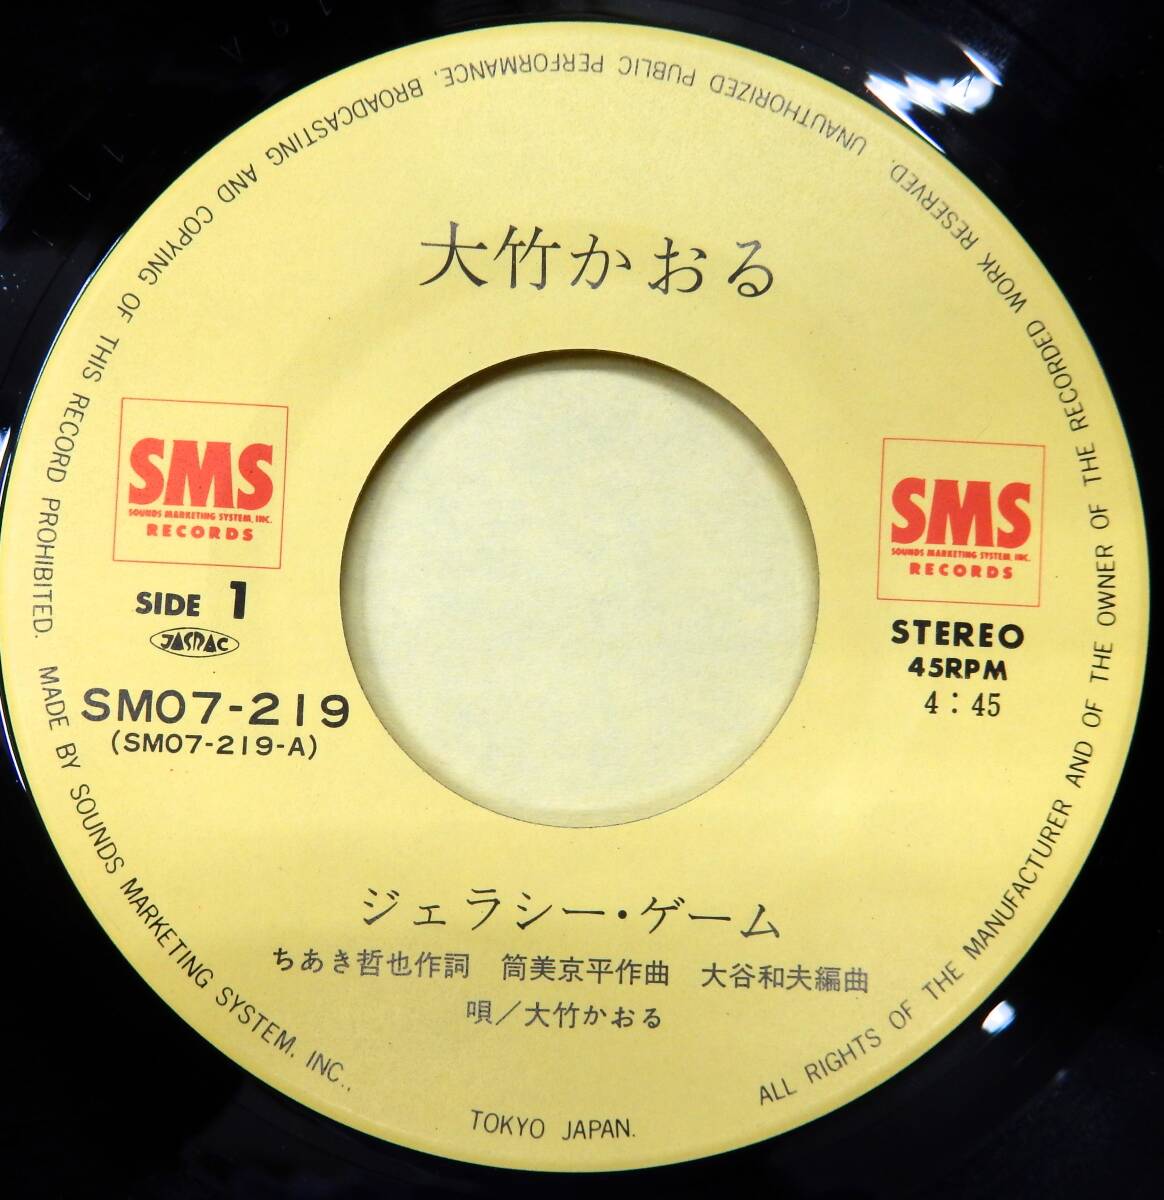 大竹かおる
SMS
SOUNDS MARKETING SYSTEM, INC.
RECORDS
SIDE 1
JASRAC
SM07-219
(SM07-219-A)
SMS
SOUNDS MARKETING SYSTEM, INC.
RECORDS
STEREO
45RPM
4:45
ジェラシー・ゲーム
ちあき哲也作詞 筒美京平作曲 大谷和夫編曲
唄/大竹かおる
ALL RIGHTS OF THE MANUFACTURER AND OF THE OWNER OF THE RECORDED WORK RESERVED. UNAUTHORIZED PUBLIC PERFORMANCE, BROADCASTING AND COPYING OF THIS RECORD PROHIBITED. MADE BY SOUNDS MARKETING SYSTEM, INC.,
TOKYO JAPAN.